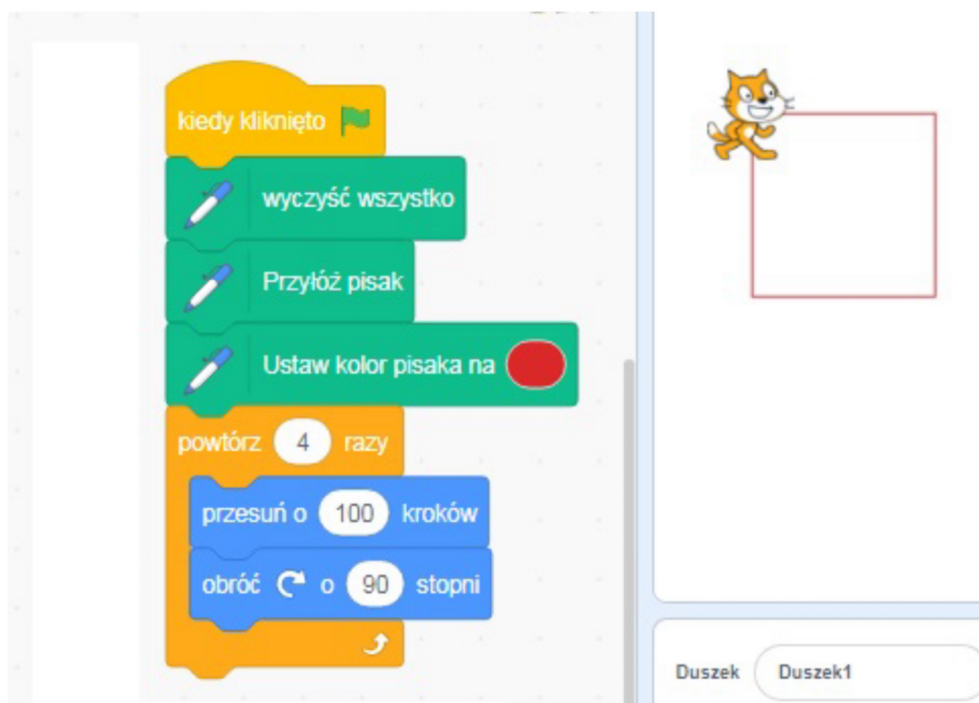 kiedy kliknięto
wyczyść wszystko
Przyłóż pisak
Ustaw kolor pisaka na
powtórz 4 razy
przesuń o 100 kroków
obróć o 90 stopni
Duszek Duszek1